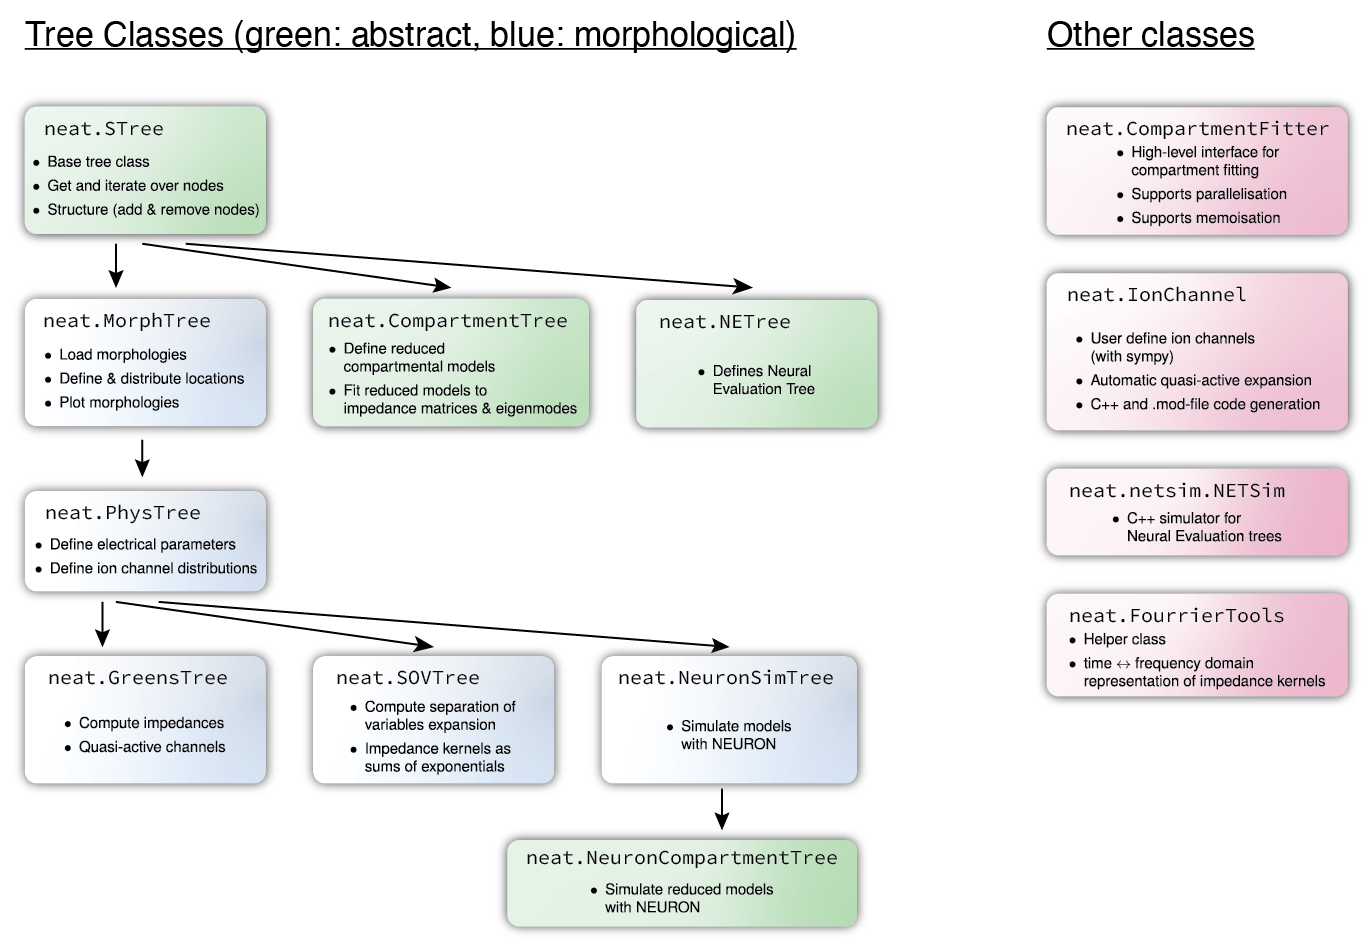 Tree Classes (green: abstract, blue: morphological)
neat.STree
• Base tree class
• Get and iterate over nodes
• Structure (add & remove nodes)
neat.MorphTree
• Load morphologies
• Define & distribute locations
• Plot morphologies
neat.CompartmentTree
• Define reduced
compartmental models
• Fit reduced models to
impedance matrices & eigenmodes
neat.NETree
• Defines Neural
Evaluation Tree
neat.PhysTree
• Define electrical parameters
• Define ion channel distributions
neat.GreensTree
• Compute impedances
• Quasi-active channels
neat.SOVTree
• Compute separation of
variables expansion
• Impedance kernels as
sums of exponentials
neat.NeuronSimTree
• Simulate models
with NEURON
neat.NeuronCompartmentTree
• Simulate reduced models
with NEURON
Other classes
neat.CompartmentFitter
• High-level interface for
compartment fitting
• Supports parallelisation
• Supports memoisation
neat.IonChannel
• User define ion channels
(with sympy)
• Automatic quasi-active expansion
• C++ and .mod-file code generation
neat.netsim.NETSim
• C++ simulator for
Neural Evaluation trees
neat.FourrierTools
• Helper class
• time ↔ frequency domain
representation of impedance kernels